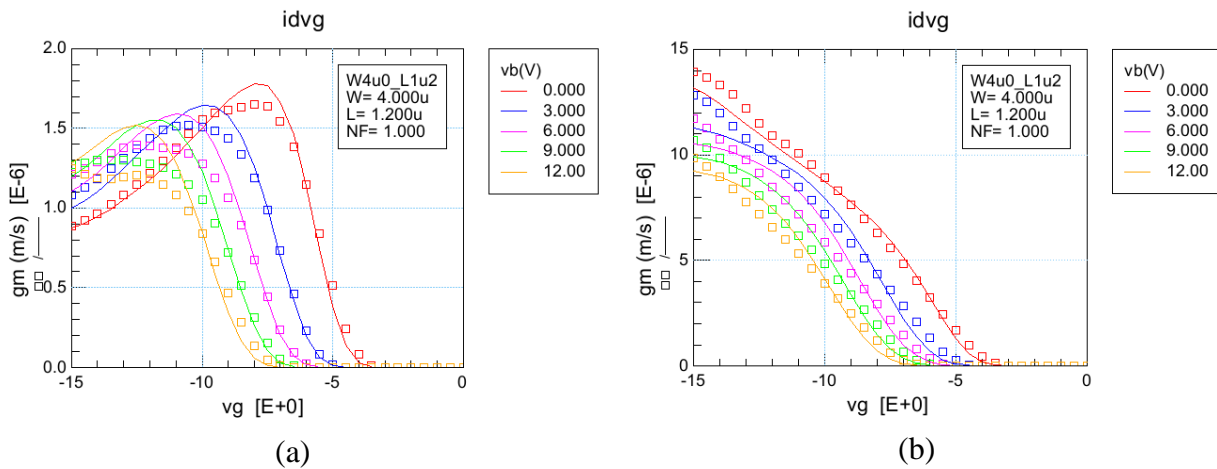 idvg
2.0
1.5
1.0
0.5
0.0
gm (m/s) [E-6]
-15
-10
-5
0
vg [E+0]
W4u0_L1u2
W= 4.000u
L= 1.200u
NF= 1.000
vb(V)
0.000
3.000
6.000
9.000
12.00
(a)
idvg
15
10
5
0
gm (m/s) [E-6]
-15
-10
-5
0
vg [E+0]
W4u0_L1u2
W= 4.000u
L= 1.200u
NF= 1.000
vb(V)
0.000
3.000
6.000
9.000
12.00
(b)